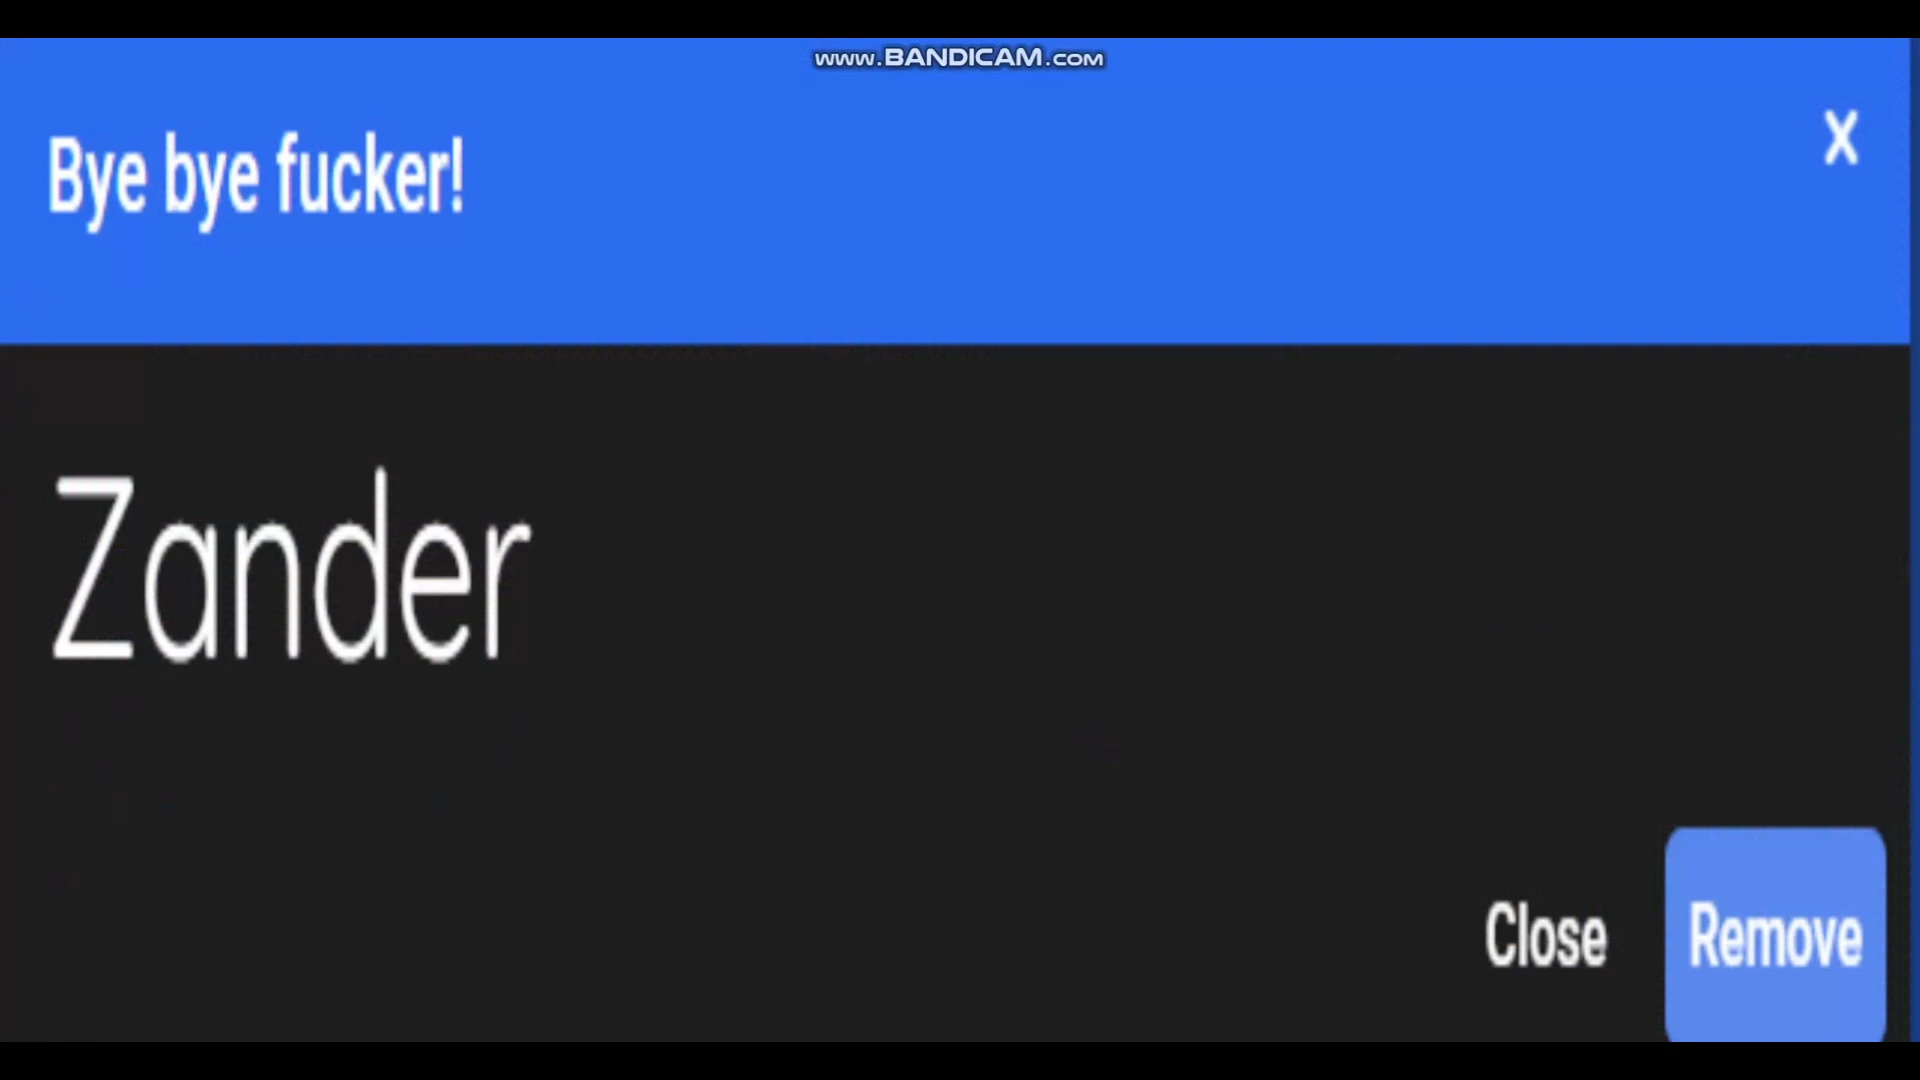 www.BANDICAM.com
Bye bye fucker!
X
Zander
Close
Remove